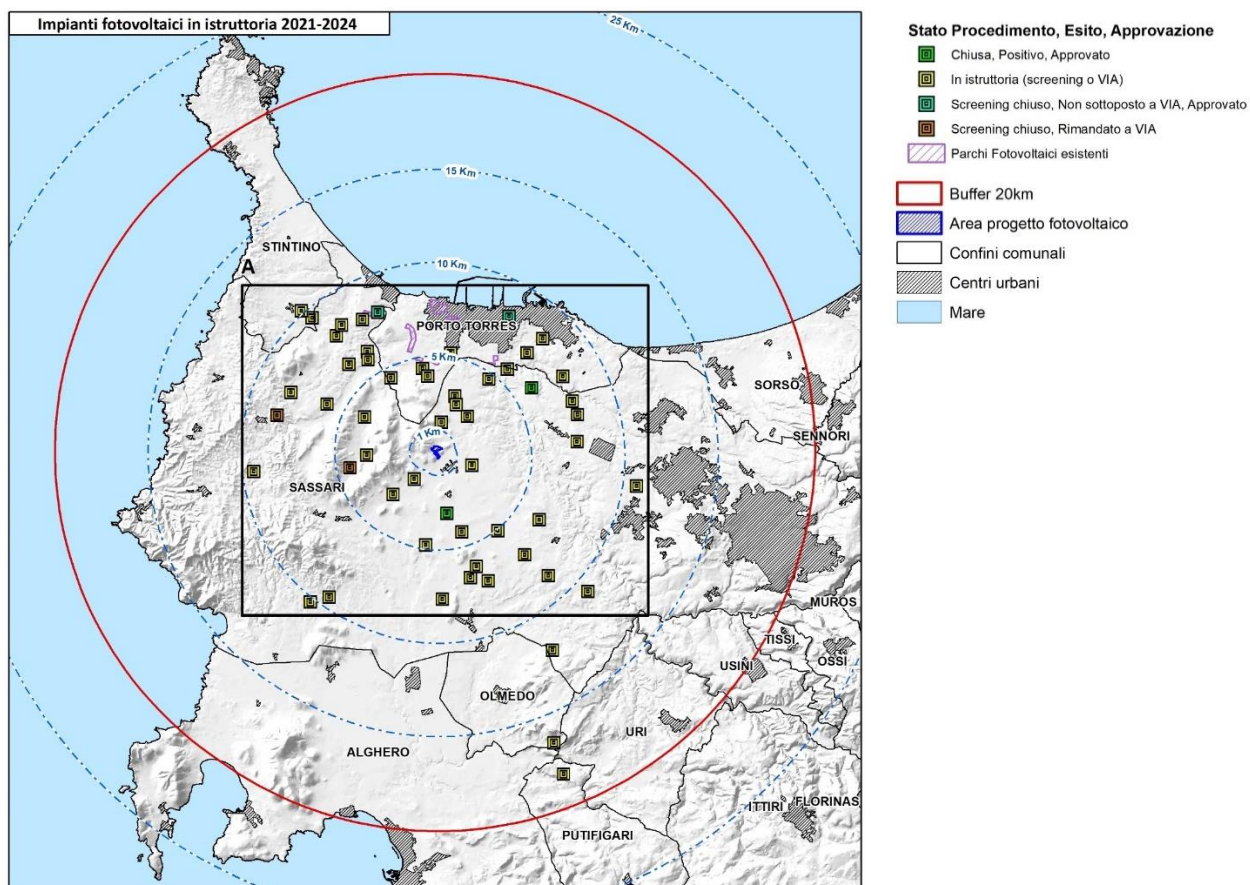 Impianti fotovoltaici in istruttoria 2021-2024
25 Km
15 Km
STINTINO
10 Km
A
PORTO TORRES
5 Km
SORSO
SENNORI
1 Km
SASSARI
MUROS
TISSI
OSSI
USINI
OLMEDO
URI
ALGHERO
ITTIRI
FLORINAS
PUTIFIGARI
Stato Procedimento, Esito, Approvazione
Chiusa, Positivo, Approvato
In istruttoria (screening o VIA)
Screening chiuso, Non sottoposto a VIA, Approvato
Screening chiuso, Rimandato a VIA
Parchi Fotovoltaici esistenti
Buffer 20km
Area progetto fotovoltaico
Confini comunali
Centri urbani
Mare